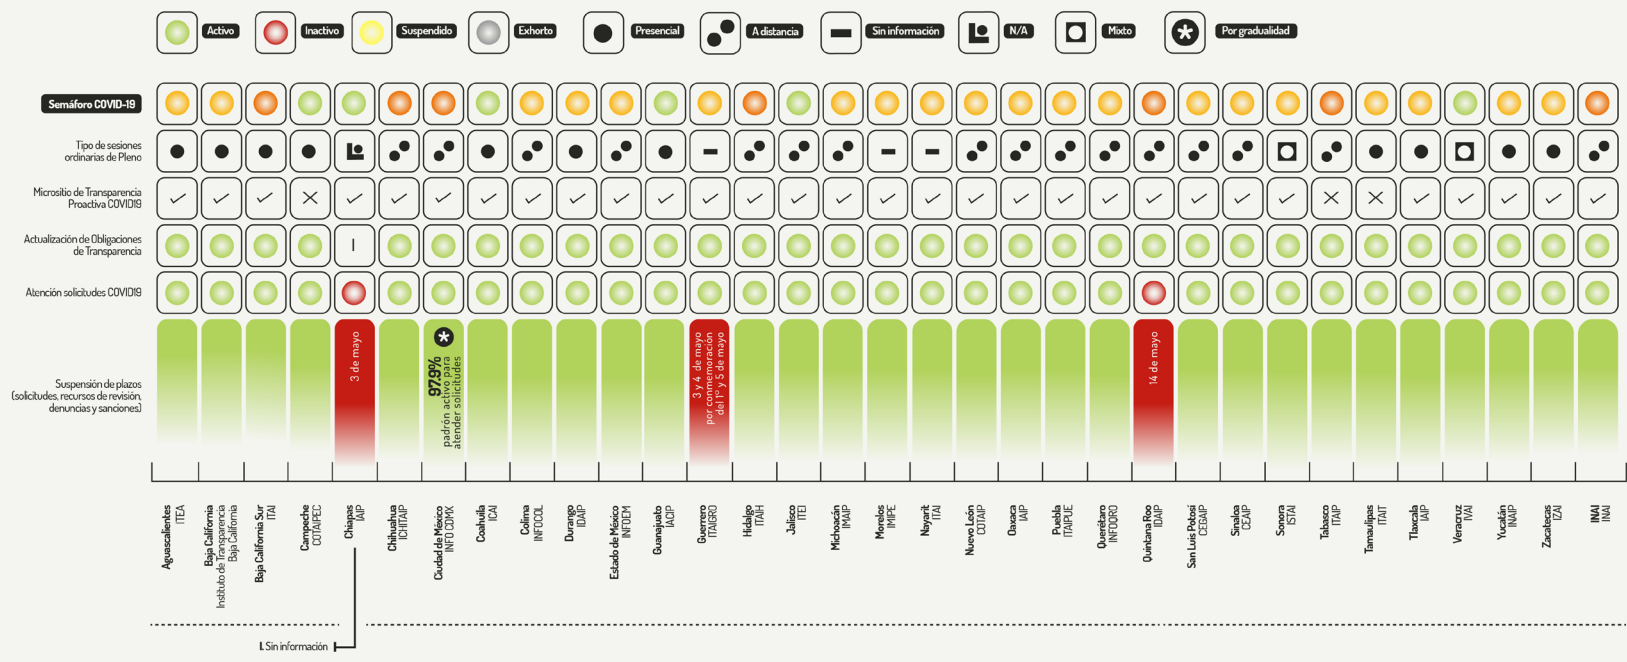 Activo
Inactivo
Suspendido
Exhorto
Presencial
A distancia
Sin información
N/A
Mixto
Por gradualidad
Semáforo COVID-19
Tipo de sesiones
ordinarias de Pleno
Micrositio de Transparencia
Proactiva COVID19
Actualización de Obligaciones
de Transparencia
I
Atención solicitudes COVID19
Suspensión de plazos
(solicitudes, recursos de revisión,
denuncias y sanciones)
3 de mayo
97.9%
padrón activo para
atender solicitudes
3 y 4 de mayo
por conmemoración
del 1º y 5 de mayo
14 de mayo
Aguascalientes
ITEA
Baja California
Instituto de Transparencia
Baja California
Baja California Sur
ITAI
Campeche
COTAIPEC
Chiapas
IAIP
Chihuahua
ICHITAIP
Ciudad de México
INFO CDMX
Coahuila
ICAI
Colima
INFOCOL
Durango
IDAIP
Estado de México
INFOEM
Guanajuato
IACIP
Guerrero
ITAIGRO
Hidalgo
ITAIH
Jalisco
ITEI
Michoacán
IMAIP
Morelos
IMIPE
Nayarit
ITAI
Nuevo León
COTAIP
Oaxaca
IAIP
Puebla
ITAIPUE
Querétaro
INFOQRO
Quintana Roo
IDAIP
San Luis Potosí
CEGAIP
Sinaloa
CEAIP
Sonora
ISTAI
Tabasco
ITAIP
Tamaulipas
ITAIT
Tlaxcala
IAIP
Veracruz
IVAI
Yucatán
INAIP
Zacatecas
IZAI
INAI
INAI
I. Sin información